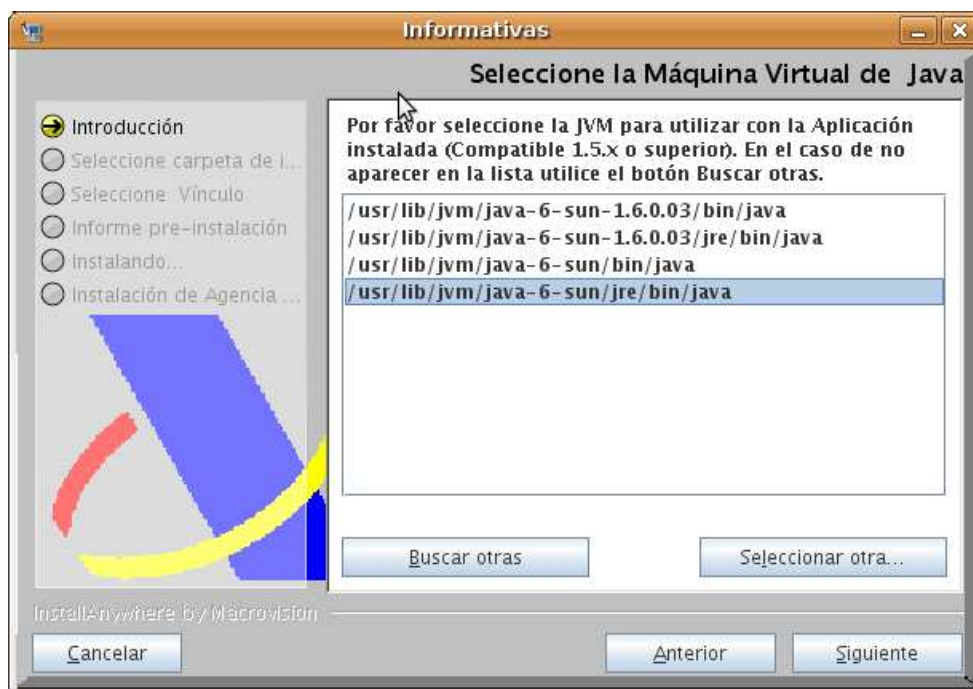 Informativas
Seleccione la Máquina Virtual de Java
Introducción
Seleccione carpeta de i...
Seleccione Vínculo
Informe pre-instalación
Instalando...
Instalación de Agencia ...
Por favor seleccione la JVM para utilizar con la Aplicación
instalada (Compatible 1.5.x o superior). En el caso de no
aparecer en la lista utilice el botón Buscar otras.
/usr/lib/jvm/java-6-sun-1.6.0.03/bin/java
/usr/lib/jvm/java-6-sun-1.6.0.03/jre/bin/java
/usr/lib/jvm/java-6-sun/bin/java
/usr/lib/jvm/java-6-sun/jre/bin/java
Buscar otras
Seleccionar otra...
InstallAnywhere by Macrovision
Cancelar
Anterior
Siguiente